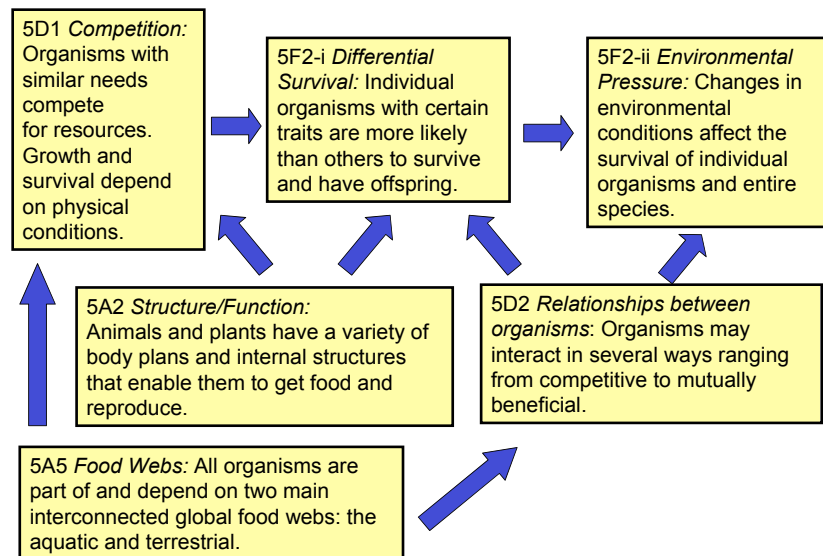 5D1 Competition:
Organisms with
similar needs
compete
for resources.
Growth and
survival depend
on physical
conditions.
5F2-i Differential
Survival: Individual
organisms with certain
traits are more likely
than others to survive
and have offspring.
5F2-ii Environmental
Pressure: Changes in
environmental
conditions affect the
survival of individual
organisms and entire
species.
5A2 Structure/Function:
Animals and plants have a variety of
body plans and internal structures
that enable them to get food and
reproduce.
5D2 Relationships between
organisms: Organisms may
interact in several ways ranging
from competitive to mutually
beneficial.
5A5 Food Webs: All organisms are
part of and depend on two main
interconnected global food webs: the
aquatic and terrestrial.